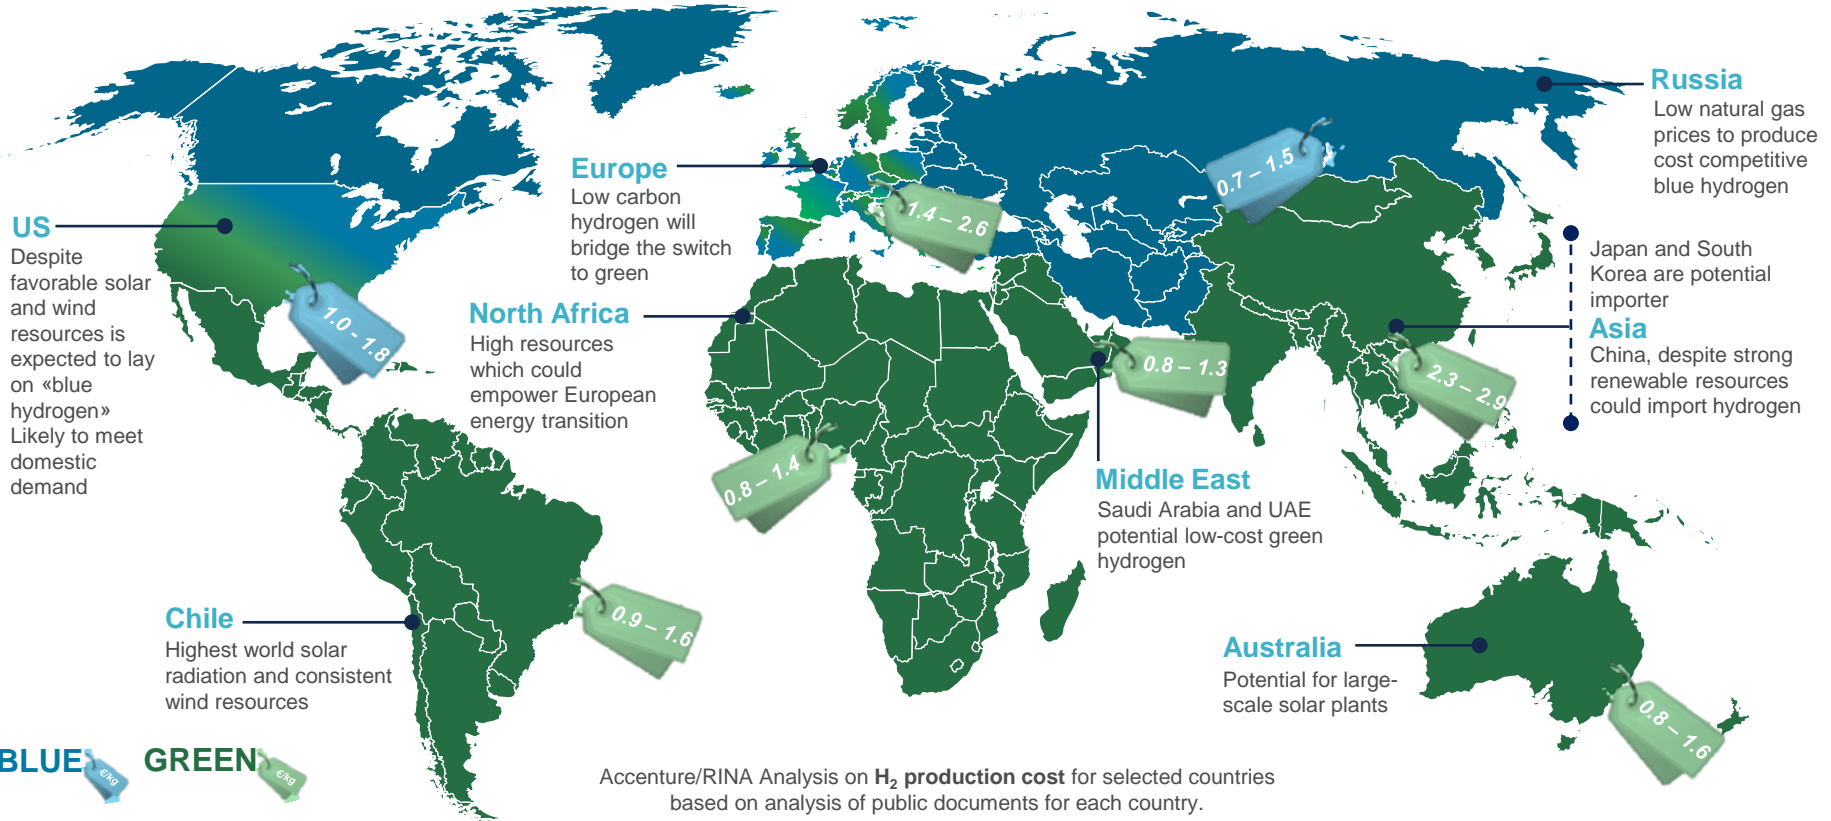 US
Despite
favorable solar
and wind
resources is
expected to lay
on «blue
hydrogen»
Likely to meet
domestic
demand
1.0 - 1.8
Europe
Low carbon
hydrogen will
bridge the switch
to green
1.4 – 2.6
North Africa
High resources
which could
empower European
energy transition
0.8 – 1.4
Russia
Low natural gas
prices to produce
cost competitive
blue hydrogen
0.7 – 1.5
Japan and South
Korea are potential
importer
Asia
China, despite strong
renewable resources
could import hydrogen
2.3 – 2.9
0.8 – 1.3
Middle East
Saudi Arabia and UAE
potential low-cost green
hydrogen
Chile
Highest world solar
radiation and consistent
wind resources
0.9 – 1.6
Australia
Potential for large-
scale solar plants
0.8 – 1.6
BLUE €/kg GREEN €/kg
Accenture/RINA Analysis on H₂ production cost for selected countries
based on analysis of public documents for each country.